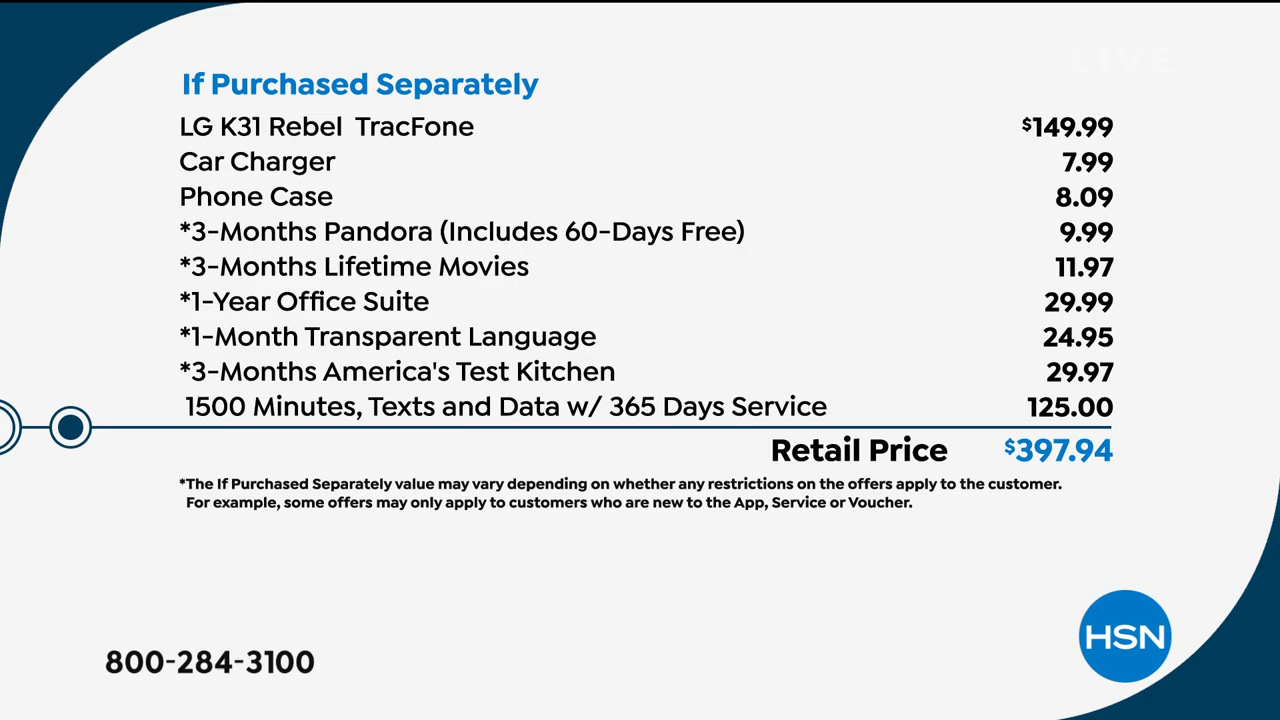 LIVE
If Purchased Separately
LG K31 Rebel TracFone $149.99
Car Charger 7.99
Phone Case 8.09
*3-Months Pandora (Includes 60-Days Free) 9.99
*3-Months Lifetime Movies 11.97
*1-Year Office Suite 29.99
*1-Month Transparent Language 24.95
*3-Months America's Test Kitchen 29.97
1500 Minutes, Texts and Data w/ 365 Days Service 125.00
Retail Price $397.94
*The If Purchased Separately value may vary depending on whether any restrictions on the offers apply to the customer.
For example, some offers may only apply to customers who are new to the App, Service or Voucher.
HSN
800-284-3100